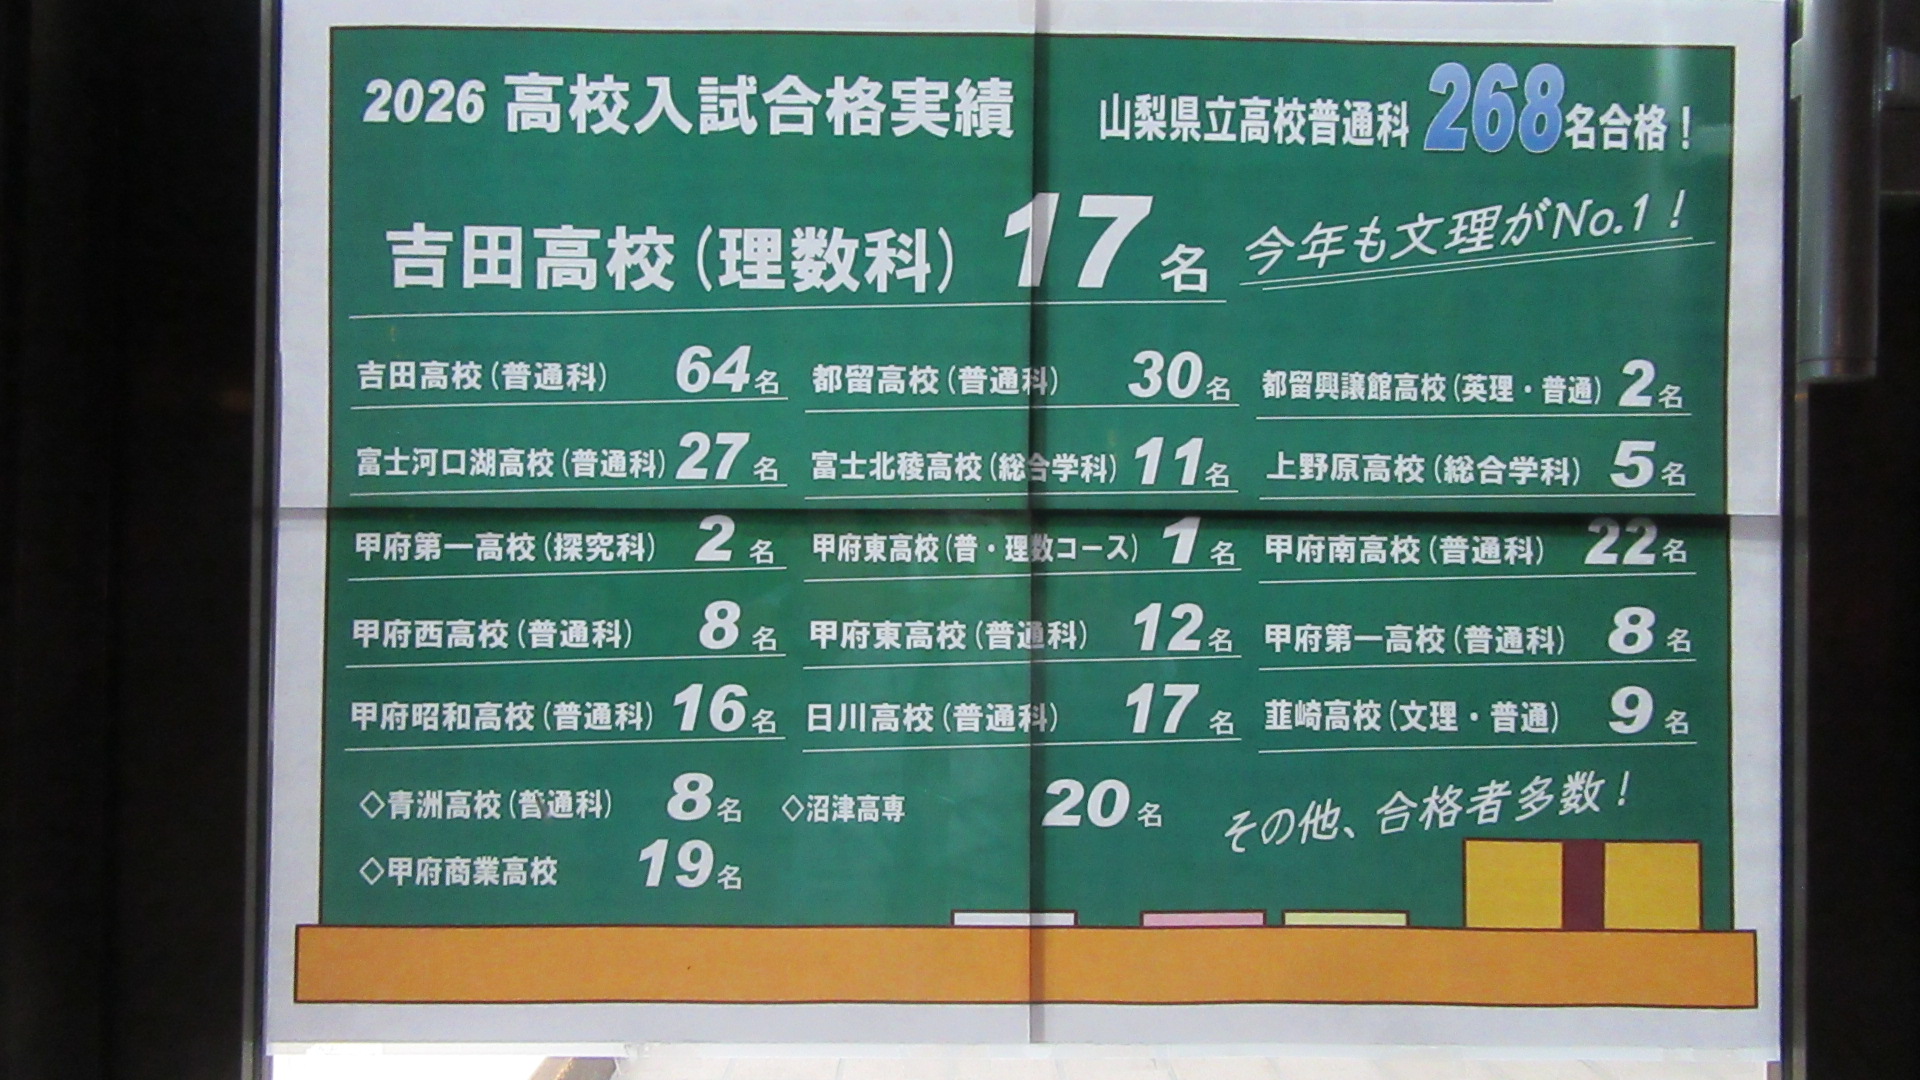 2026 高校入試合格実績
山梨県立高校普通科 268名合格！
吉田高校（理数科） 17名
今年も文理がNo.1！
吉田高校（普通科） 64名
都留高校（普通科） 30名
都留興譲館高校（英理・普通） 2名
富士河口湖高校（普通科） 27名
富士北稜高校（総合学科） 11名
上野原高校（総合学科） 5名
甲府第一高校（探究科） 2名
甲府東高校（普・理数コース） 1名
甲府南高校（普通科） 22名
甲府西高校（普通科） 8名
甲府東高校（普通科） 12名
甲府第一高校（普通科） 8名
甲府昭和高校（普通科） 16名
日川高校（普通科） 17名
韮崎高校（文理・普通） 9名
◇青洲高校（普通科） 8名
◇沼津高専 20名
その他、合格者多数！
◇甲府商業高校 19名